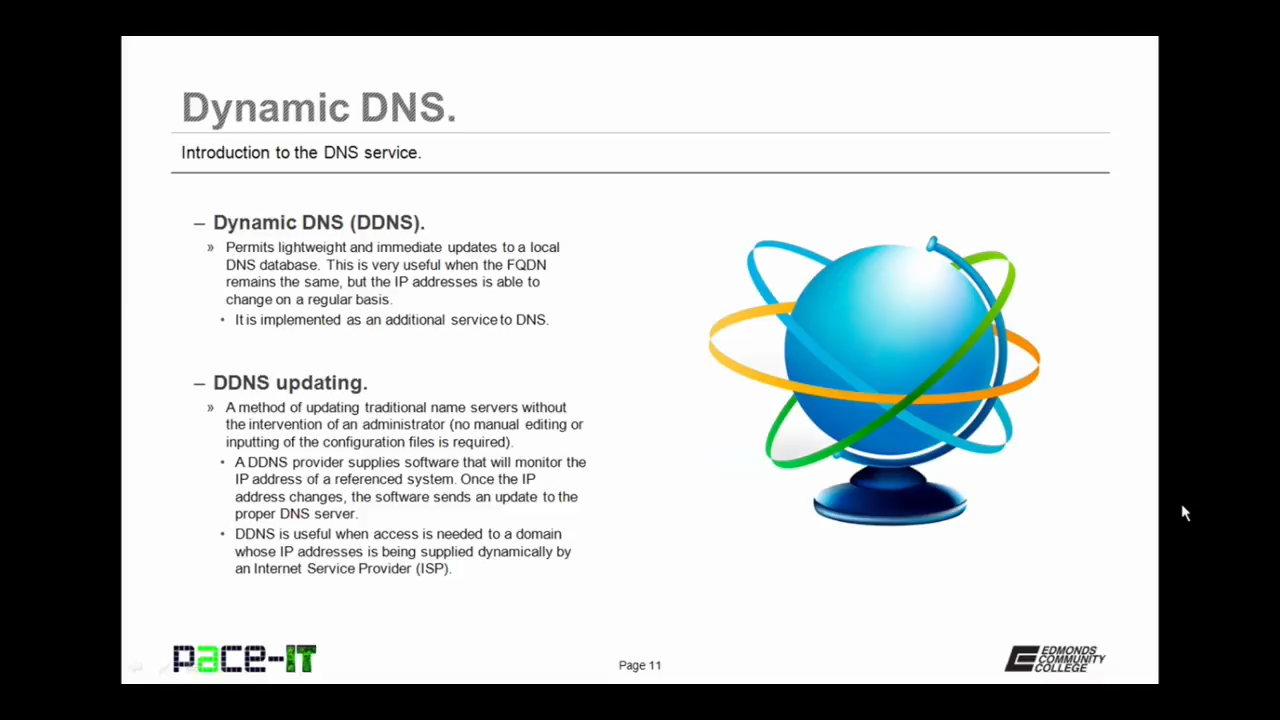 Dynamic DNS.
Introduction to the DNS service.
– Dynamic DNS (DDNS).
» Permits lightweight and immediate updates to a local
DNS database. This is very useful when the FQDN
remains the same, but the IP addresses is able to
change on a regular basis.
• It is implemented as an additional service to DNS.
– DDNS updating.
» A method of updating traditional name servers without
the intervention of an administrator (no manual editing or
inputting of the configuration files is required).
• A DDNS provider supplies software that will monitor the
IP address of a referenced system. Once the IP
address changes, the software sends an update to the
proper DNS server.
• DDNS is useful when access is needed to a domain
whose IP addresses is being supplied dynamically by
an Internet Service Provider (ISP).
pace-IT
Page 11
EDMONDS
COMMUNITY
COLLEGE